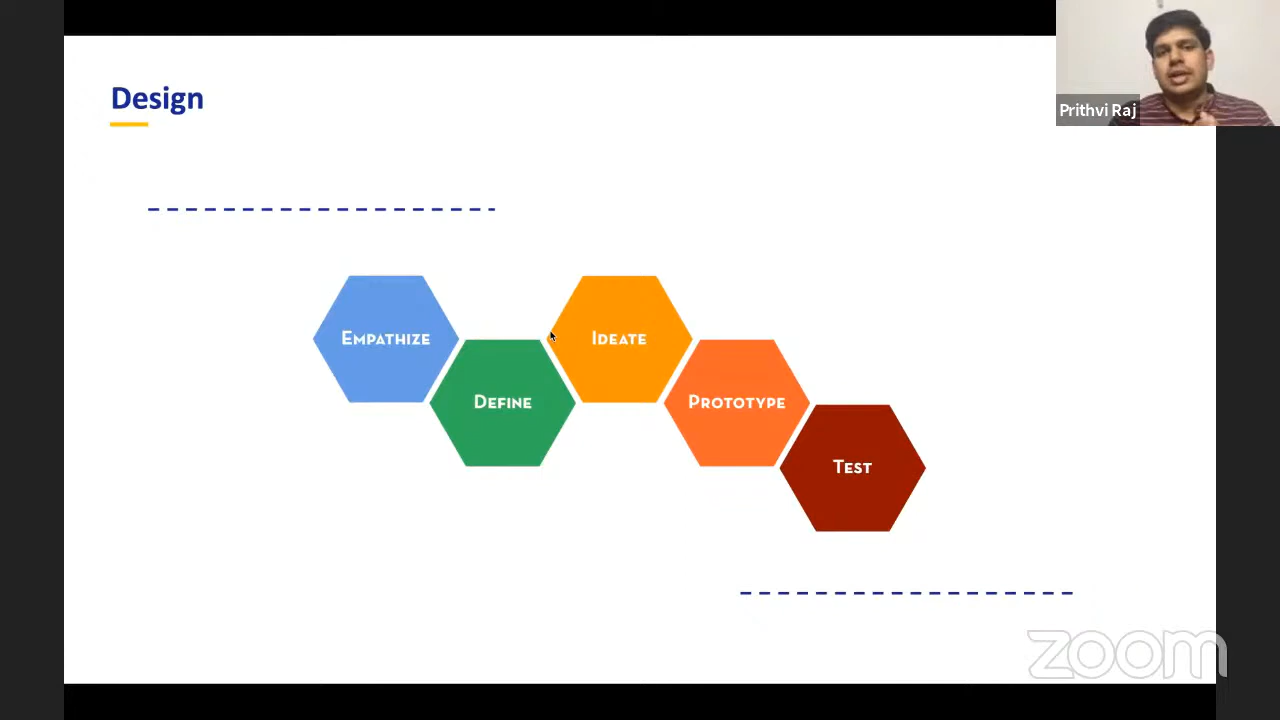 Design
Prithvi Raj
EMPATHIZE
IDEATE
DEFINE
PROTOTYPE
TEST
zoom